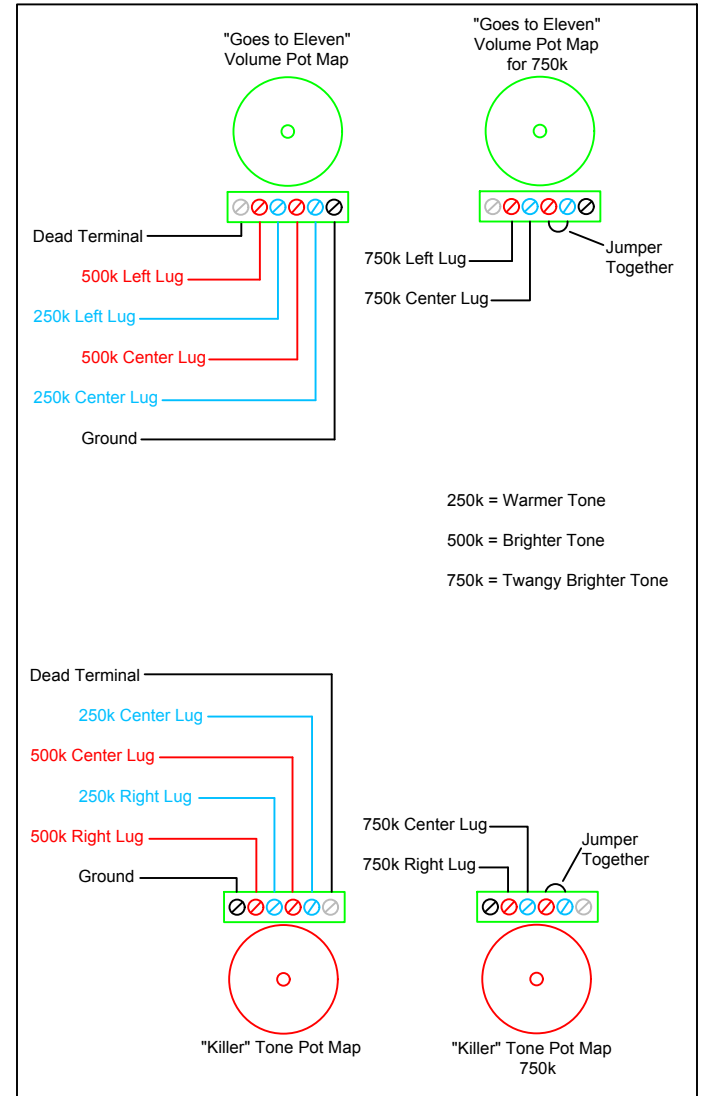 "Goes to Eleven"
Volume Pot Map
"Goes to Eleven"
Volume Pot Map
for 750k
Dead Terminal
500k Left Lug
250k Left Lug
500k Center Lug
250k Center Lug
Ground
750k Left Lug
750k Center Lug
Jumper
Together
250k = Warmer Tone
500k = Brighter Tone
750k = Twangy Brighter Tone
Dead Terminal
250k Center Lug
500k Center Lug
250k Right Lug
500k Right Lug
Ground
750k Center Lug
750k Right Lug
Jumper
Together
"Killer" Tone Pot Map
"Killer" Tone Pot Map
750k